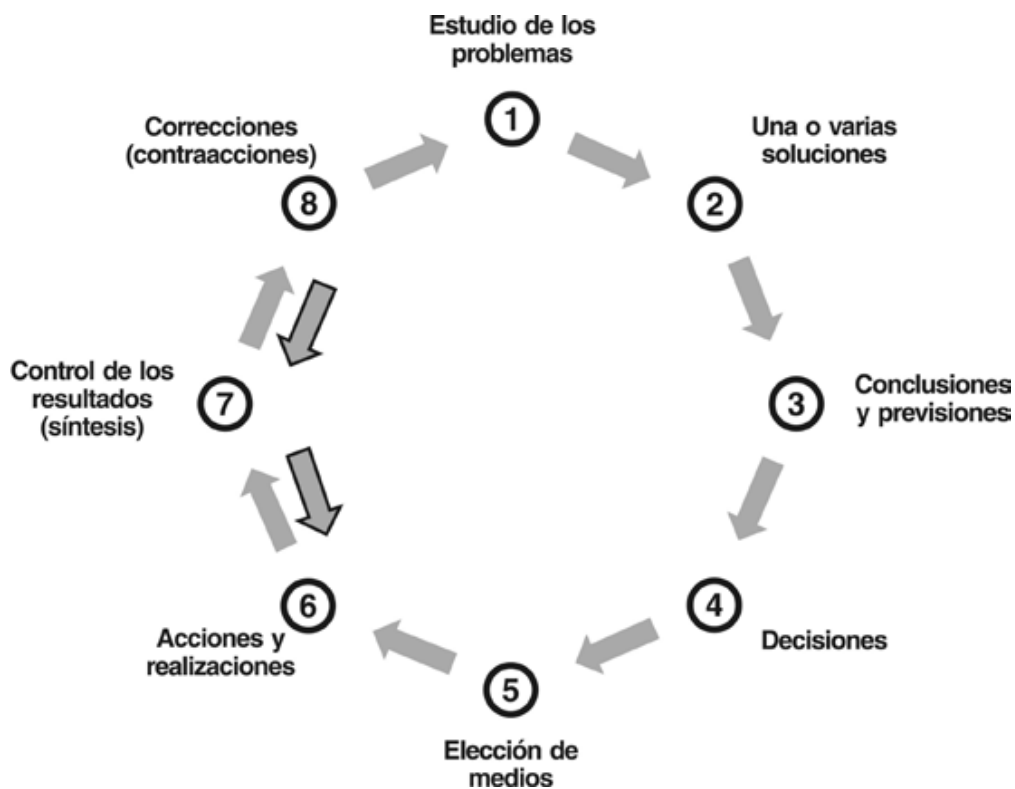 Estudio de los
problemas
1
Una o varias
soluciones
2
Conclusiones
y previsiones
3
Decisiones
4
Elección de
medios
5
Acciones y
realizaciones
6
Control de los
resultados
(síntesis)
7
Correcciones
(contraacciones)
8